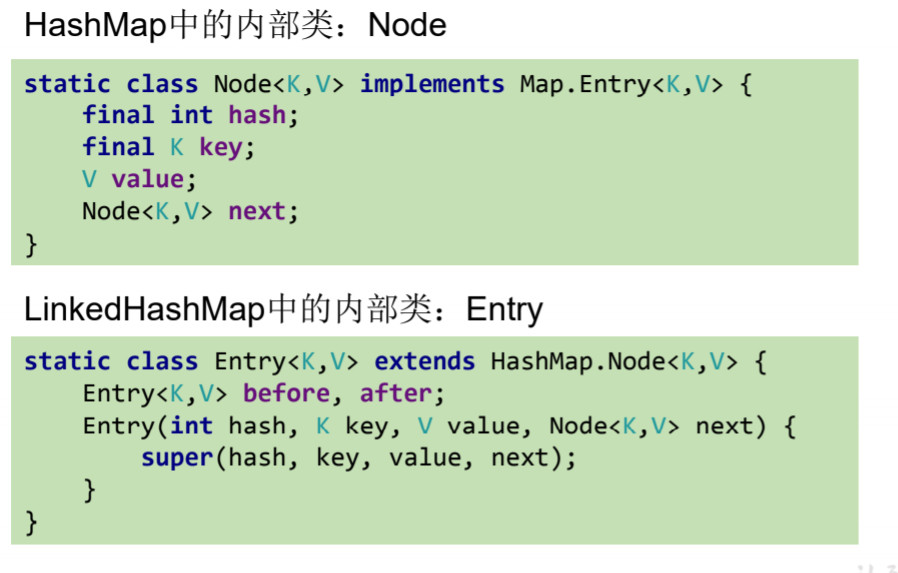 HashMap中的内部类：Node
static class Node<K,V> implements Map.Entry<K,V> {
    final int hash;
    final K key;
    V value;
    Node<K,V> next;
}
LinkedHashMap中的内部类：Entry
static class Entry<K,V> extends HashMap.Node<K,V> {
    Entry<K,V> before, after;
    Entry(int hash, K key, V value, Node<K,V> next) {
        super(hash, key, value, next);
    }
}